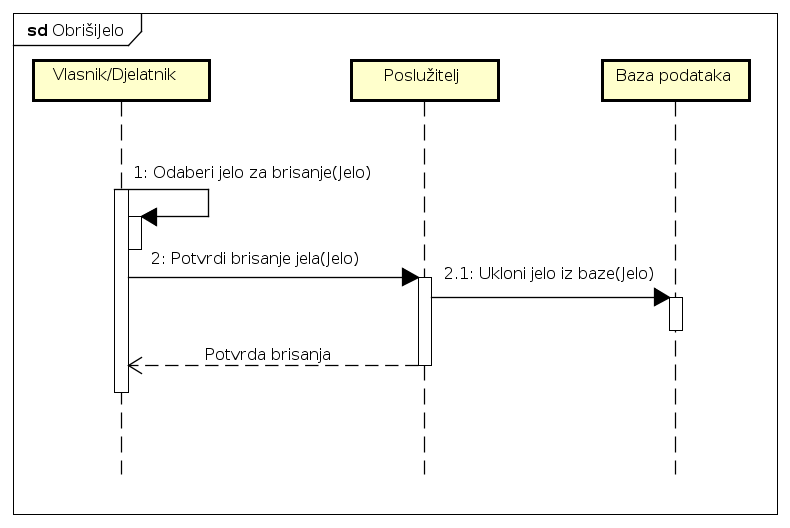 sd ObrišiJelo
Vlasnik/Djelatnik
Poslužitelj
Baza podataka
1: Odaberi jelo za brisanje(Jelo)
2: Potvrdi brisanje jela(Jelo)
2.1: Ukloni jelo iz baze(Jelo)
Potvrda brisanja